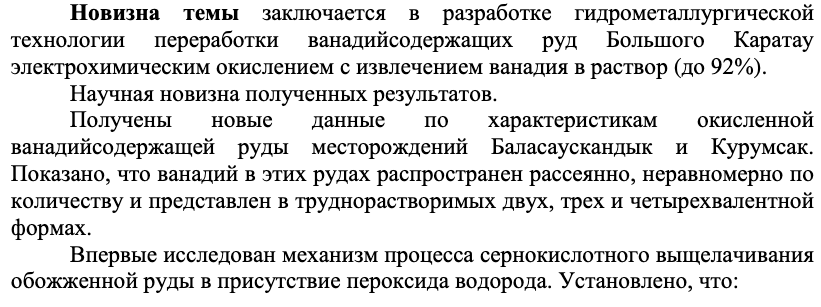 Новизна темы заключается в разработке гидрометаллургической
технологии переработки ванадийсодержащих руд Большого Каратау
электрохимическим окислением с извлечением ванадия в раствор (до 92%).
Научная новизна полученных результатов.
Получены новые данные по характеристикам окисленной
ванадийсодержащей руды месторождений Баласаускандык и Курумсак.
Показано, что ванадий в этих рудах распространен рассеянно, неравномерно по
количеству и представлен в труднорастворимых двух, трех и четырехвалентной
формах.
Впервые исследован механизм процесса сернокислотного выщелачивания
обожженной руды в присутствие пероксида водорода. Установлено, что: